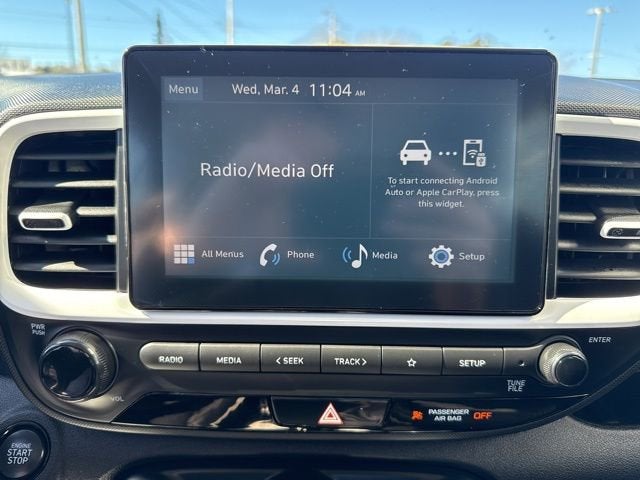 Menu
Wed, Mar. 4 11:04 AM
Radio/Media Off
To start connecting Android
Auto or Apple CarPlay, press
this widget.
All Menus
Phone
Media
Setup
PWR
PUSH
VOL
RADIO
MEDIA
< SEEK
TRACK >
☆
SETUP
ENTER
TUNE
FILE
PASSENGER
AIR BAG OFF
ENGINE
START
STOP